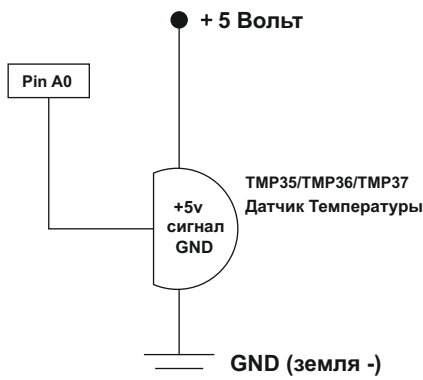 + 5 Вольт
Pin A0
TMP35/TMP36/TMP37
Датчик Температуры
+5v
сигнал
GND
GND (земля -)